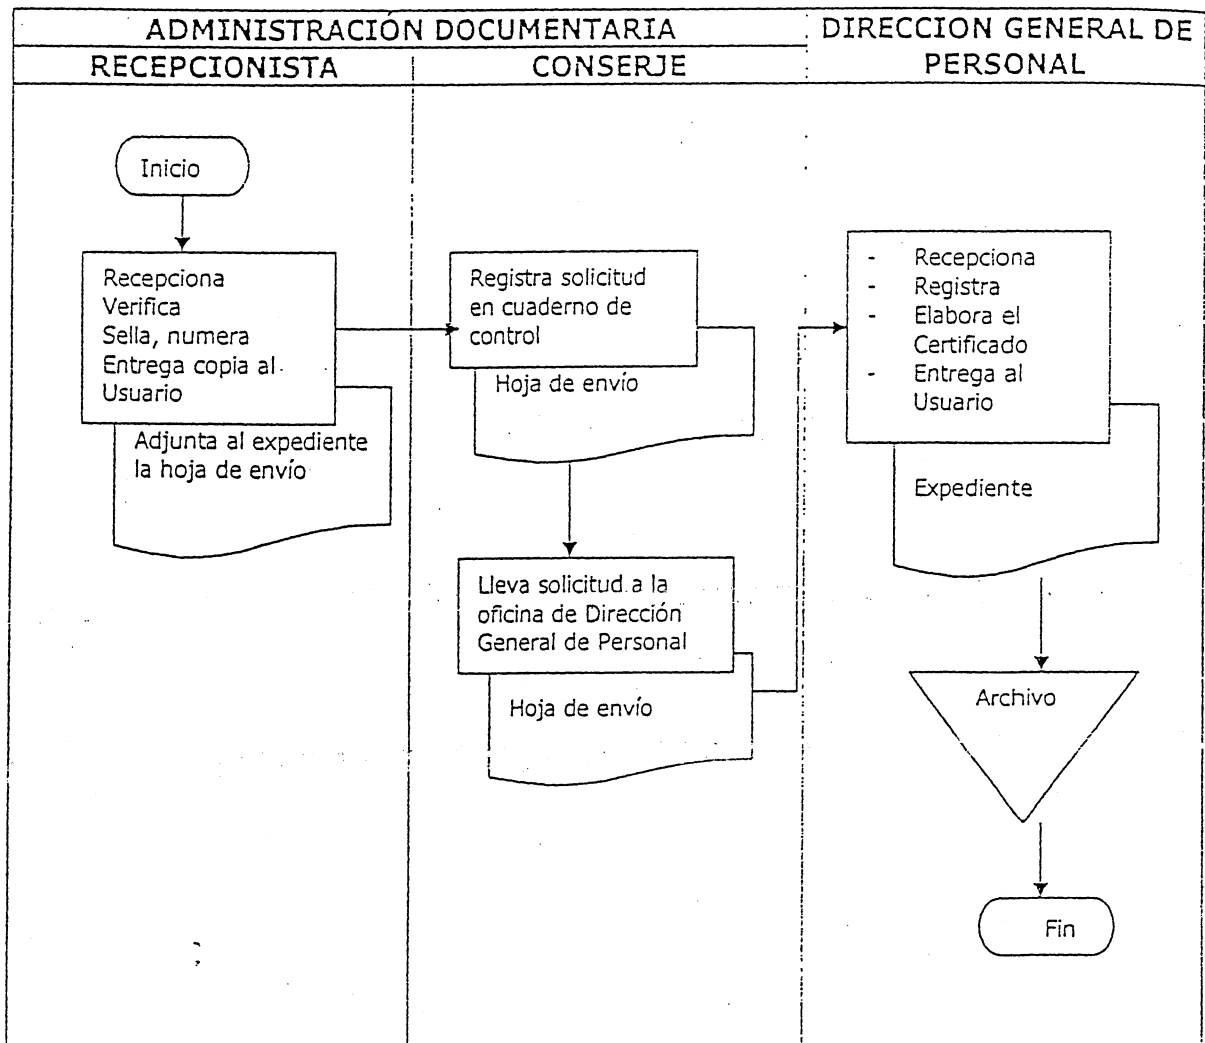 ADMINISTRACIÓN DOCUMENTARIA
DIRECCION GENERAL DE
PERSONAL
RECEPCIONISTA
CONSERJE
Inicio
Recepciona
Verifica
Sella, numera
Entrega copia al
Usuario
Adjunta al expediente
la hoja de envío
Registra solicitud
en cuaderno de
control
Hoja de envío
Lleva solicitud a la
oficina de Dirección
General de Personal
Hoja de envío
- Recepciona
- Registra
- Elabora el
Certificado
- Entrega al
Usuario
Expediente
Archivo
Fin